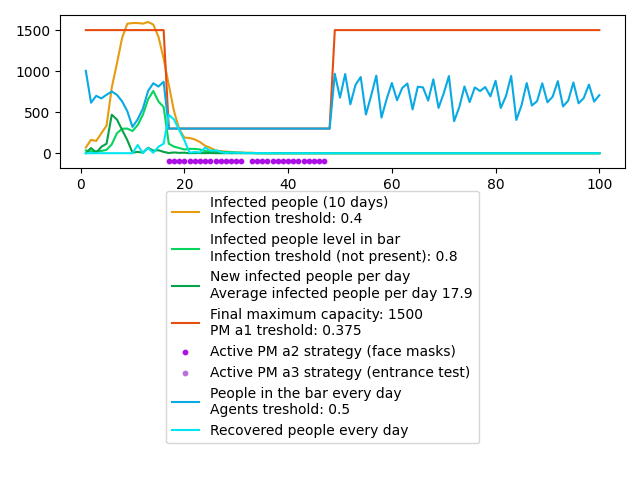 1500
1000
500
0
0
20
40
60
80
100
Infected people (10 days)
Infection treshold: 0.4
Infected people level in bar
Infection treshold (not present): 0.8
New infected people per day
Average infected people per day 17.9
Final maximum capacity: 1500
PM a1 treshold: 0.375
Active PM a2 strategy (face masks)
Active PM a3 strategy (entrance test)
People in the bar every day
Agents treshold: 0.5
Recovered people every day